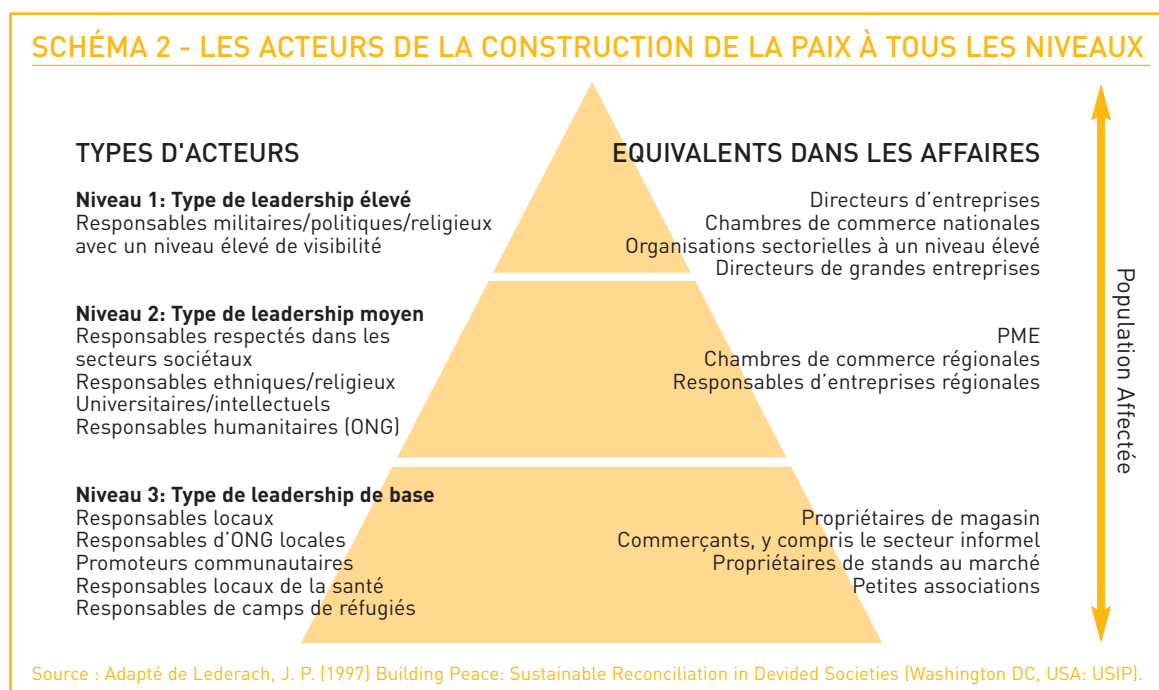 SCHÉMA 2 - LES ACTEURS DE LA CONSTRUCTION DE LA PAIX À TOUS LES NIVEAUX
TYPES D'ACTEURS
Niveau 1: Type de leadership élevé
Responsables militaires/politiques/religieux
avec un niveau élevé de visibilité
Niveau 2: Type de leadership moyen
Responsables respectés dans les
secteurs sociétaux
Responsables ethniques/religieux
Universitaires/intellectuels
Responsables humanitaires (ONG)
Niveau 3: Type de leadership de base
Responsables locaux
Responsables d'ONG locales
Promoteurs communautaires
Responsables locaux de la santé
Responsables de camps de réfugiés
EQUIVALENTS DANS LES AFFAIRES
Directeurs d'entreprises
Chambres de commerce nationales
Organisations sectorielles à un niveau élevé
Directeurs de grandes entreprises
PME
Chambres de commerce régionales
Responsables d'entreprises régionales
Propriétaires de magasin
Commerçants, y compris le secteur informel
Propriétaires de stands au marché
Petites associations
Population Affectée
Source : Adapté de Lederach, J. P. (1997) Building Peace: Sustainable Reconciliation in Devided Societies (Washington DC, USA: USIP).